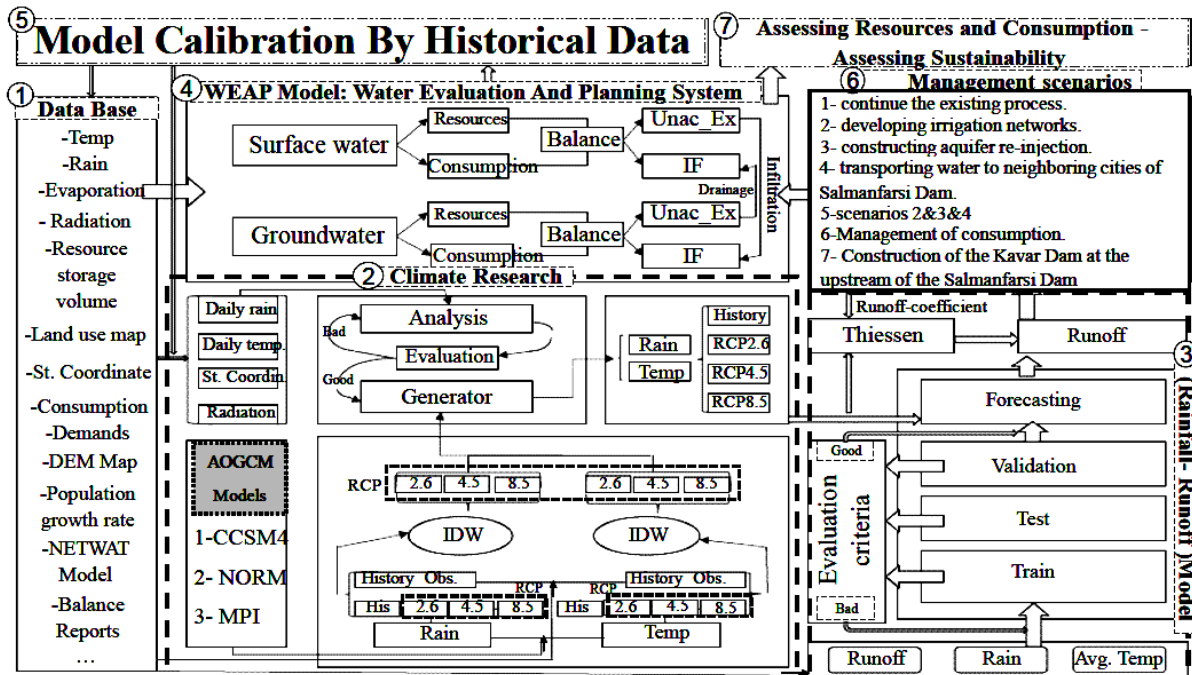 5
Model Calibration By Historical Data
7
Assessing Resources and Consumption -
Assessing Sustainability
1
Data Base
-Temp
-Rain
-Evaporation
- Radiation
-Resource
storage
volume
-Land use map
-St. Coordinate
-Consumption
-Demands
-DEM Map
-Population
growth rate
-NETWAT
Model
-Balance
Reports
...
4
WEAP Model: Water Evaluation And Planning System
Surface water
Resources
Consumption
Balance
Unac_Ex
IF
Drainage
Infiltration
Groundwater
Resources
Consumption
Balance
Unac_Ex
IF
6
Management scenarios
1- continue the existing process.
2- developing irrigation networks.
3- constructing aquifer re-injection.
4- transporting water to neighboring cities of
Salmanfarsi Dam.
5-scenarios 2&3&4
6-Management of consumption.
7- Construction of the Kavar Dam at the
upstream of the Salmanfarsi Dam
2
Climate Research
Daily rain
Daily temp.
St. Coordin.
Radiation
Analysis
Bad
Evaluation
Good
Generator
Rain
Temp
History
RCP2.6
RCP4.5
RCP8.5
AOGCM
Models
1-CCSM4
2- NORM
3- MPI
RCP
2.6 4.5 8.5
2.6 4.5 8.5
IDW
IDW
History Obs.
History Obs.
RCP
RCP
His 2.6 4.5 8.5
His 2.6 4.5 8.5
Rain
Temp
Runoff-coefficient
Thiessen
Runoff
3
(Rainfall- Runoff )Model
Forecasting
Validation
Test
Train
Good
Evaluation
criteria
Bad
Runoff
Rain
Avg. Temp